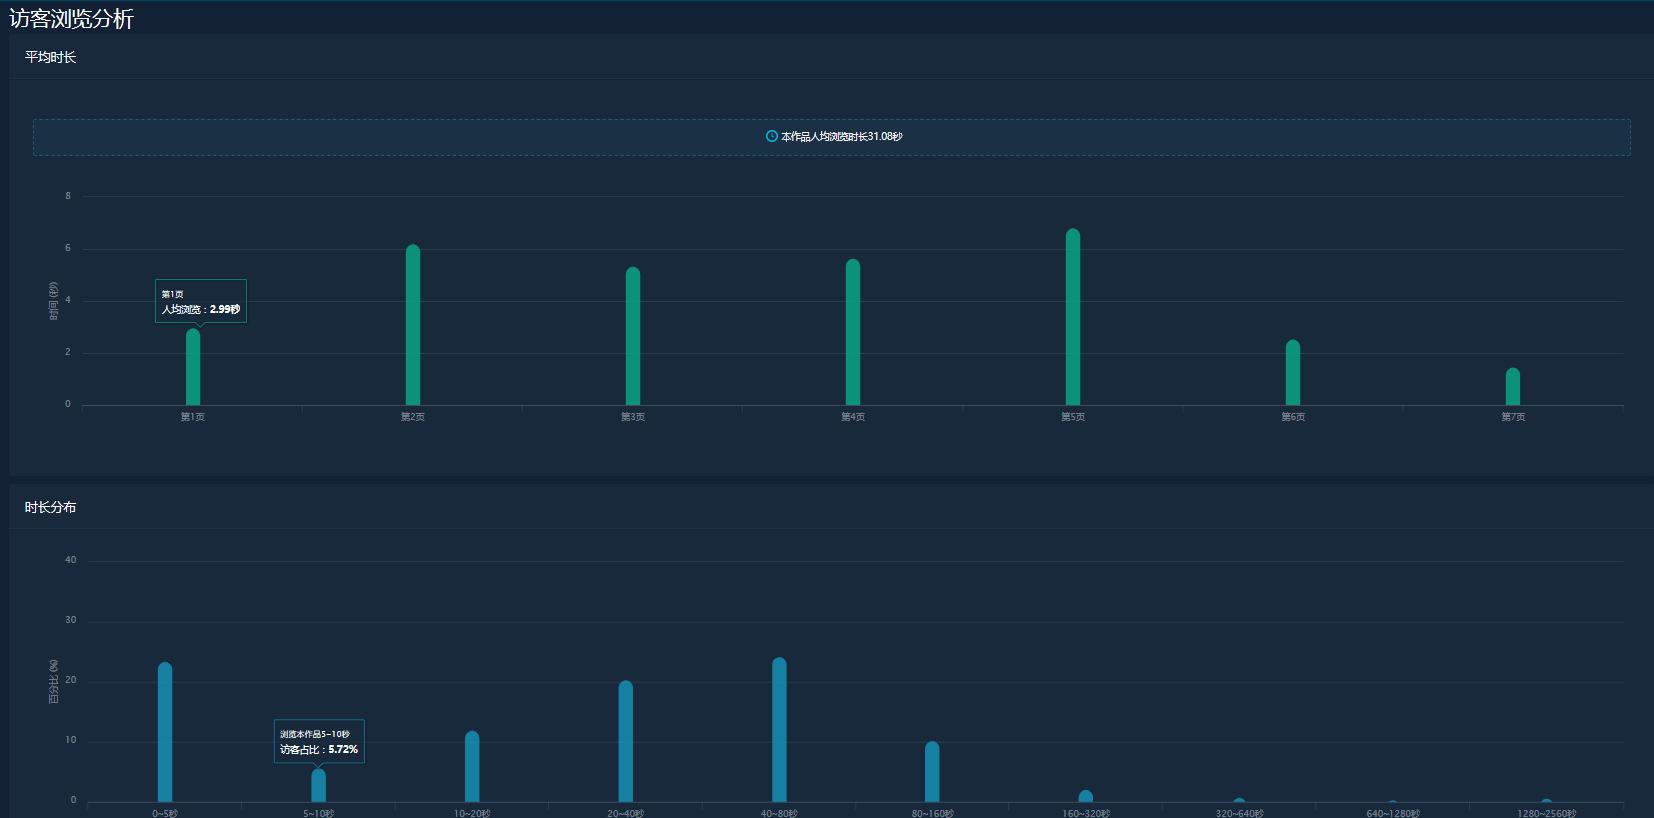 访客浏览分析
平均时长
本作品人均浏览时长31.08秒
8
6
4
2
0
时间 (秒)
第1页
人均浏览：2.99秒
第1页
第2页
第3页
第4页
第5页
第6页
第7页
时长分布
40
30
20
10
0
百分比 (%)
浏览本作品5~10秒
访客占比：5.72%
0~5秒
5~10秒
10~20秒
20~40秒
40~80秒
80~160秒
160~320秒
320~640秒
640~1280秒
1280~2560秒